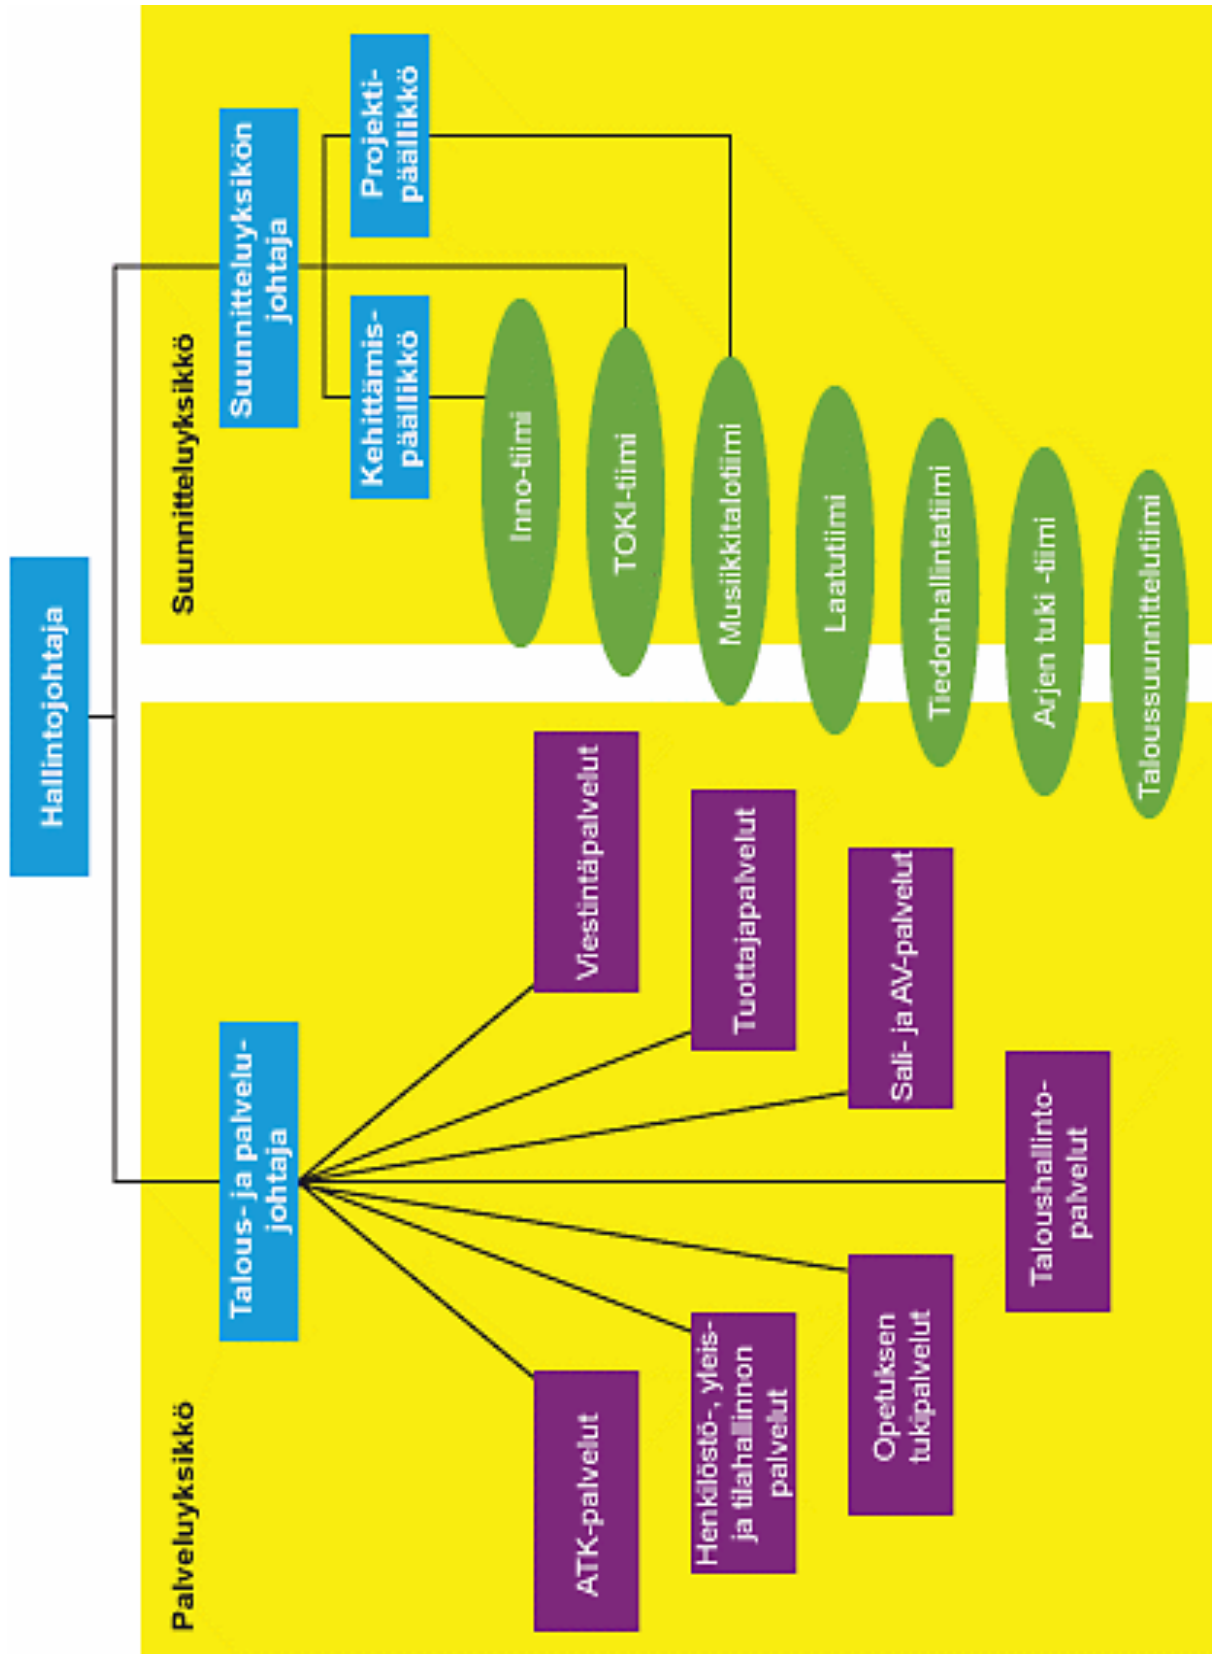 Hallintojohtaja
Palveluyksikkö
Talous- ja palvelu-
johtaja
ATK-palvelut
Henkilöstö-, yleis-
ja tilahallinnon
palvelut
Opetuksen
tukipalvelut
Taloushallinto-
palvelut
Sali- ja AV-palvelut
Tuottajapalvelut
Viestintäpalvelut
Suunnitteluyksikkö
Suunnitteluyksikön
johtaja
Kehittämis-
päällikkö
Projekti-
päällikkö
Inno-tiimi
TOKI-tiimi
Musiikkitalotiimi
Laatutiimi
Tiedonhallintatiimi
Arjen tuki -tiimi
Taloussuunnittelutiimi